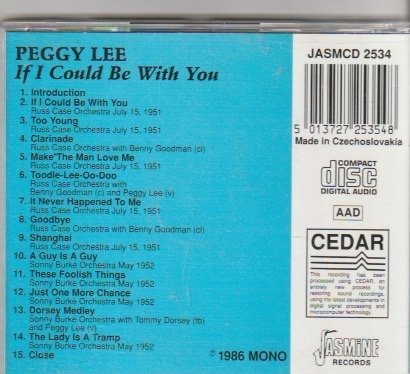 PEGGY LEE
If I Could Be With You
1. Introduction
2. If I Could Be With You
Russ Case Orchestra July 15, 1951
3. Too Young
Russ Case Orchestra July 15, 1951
4. Clarinade
Russ Case Orchestra with Benny Goodman (cl)
5. Make'The Man Love Me
Russ Case Orchestra July 15, 1951
6. Toodle-Lee-Oo-Doo
Russ Case Orchestra with
Benny Goodman (c) and Peggy Lee (v)
7. It Never Happened To Me
Russ Case Orchestra July 15, 1951
8. Goodbye
Russ Case Orchestra with Benny Goodman (cl)
9. Shanghai
Russ Case Orchestra July 15, 1951
10. A Guy Is A Guy
Sonny Burke Orchestra May 1952
11. These Foolish Things
Sonny Burke Orchestra May 1952
12. Just One More Chance
Sonny Burke Orchestra May 1952
13. Dorsey Medley
Sonny Burke Orchestra with Tommy Dorsey (tb)
and Peggy Lee (v)
14. The Lady Is A Tramp
Sonny Burke Orchestra May 1952
15. Close
℗ 1986 MONO
JASMCD 2534
5 013727 253548
Made in Czechoslovakia
COMPACT
disc
DIGITAL AUDIO
AAD
CEDAR
This recording has been
processed using CEDAR, an
entirely new process for
restoring sound recordings,
using the latest developments in
digital signal processing and
microcomputer technology.
JASMINE
RECORDS